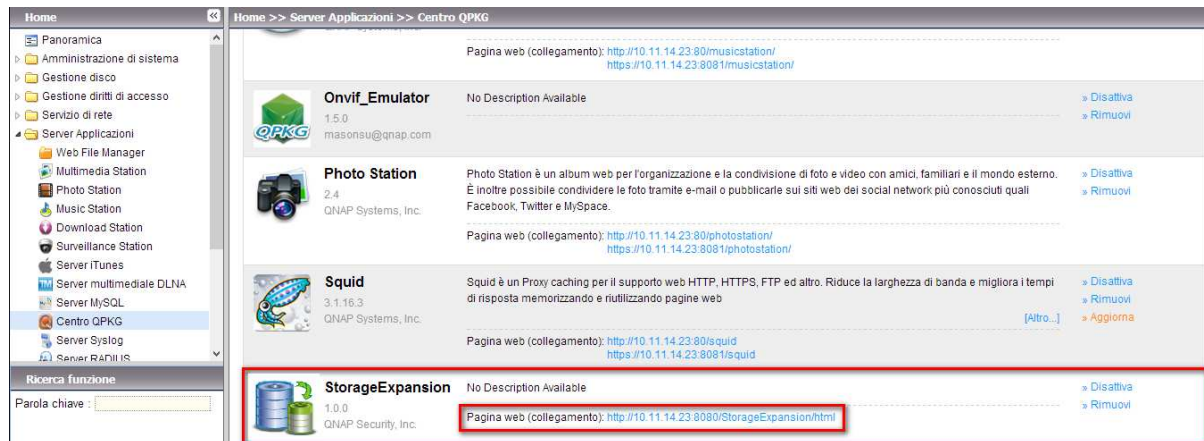 Home
Home >> Server Applicazioni >> Centro QPKG
Panoramica
Amministrazione di sistema
Gestione disco
Gestione diritti di accesso
Servizio di rete
Server Applicazioni
Web File Manager
Multimedia Station
Photo Station
Music Station
Download Station
Surveillance Station
Server iTunes
Server multimediale DLNA
Server MySQL
Centro QPKG
Server Syslog
Server RADIUS
Ricerca funzione
Parola chiave :
Pagina web (collegamento): http://10.11.14.23:80/musicstation/
https://10.11.14.23:8081/musicstation/
QPKG
Onvif_Emulator
1.5.0
masonsu@qnap.com
No Description Available
» Disattiva
» Rimuovi
Photo Station
2.4
QNAP Systems, Inc.
Photo Station è un album web per l'organizzazione e la condivisione di foto e video con amici, familiari e il mondo esterno.
È inoltre possibile condividere le foto tramite e-mail o pubblicarle sui siti web dei social network più conosciuti quali
Facebook, Twitter e MySpace.
Pagina web (collegamento): http://10.11.14.23:80/photostation/
https://10.11.14.23:8081/photostation/
» Disattiva
» Rimuovi
Squid
3.1.16.3
QNAP Systems, Inc.
Squid è un Proxy caching per il supporto web HTTP, HTTPS, FTP ed altro. Riduce la larghezza di banda e migliora i tempi
di risposta memorizzando e riutilizzando pagine web
[Altro...]
Pagina web (collegamento): http://10.11.14.23:80/squid
https://10.11.14.23:8081/squid
» Disattiva
» Rimuovi
» Aggiorna
StorageExpansion
1.0.0
QNAP Security, Inc.
No Description Available
Pagina web (collegamento): http://10.11.14.23:8080/StorageExpansion/html
» Disattiva
» Rimuovi